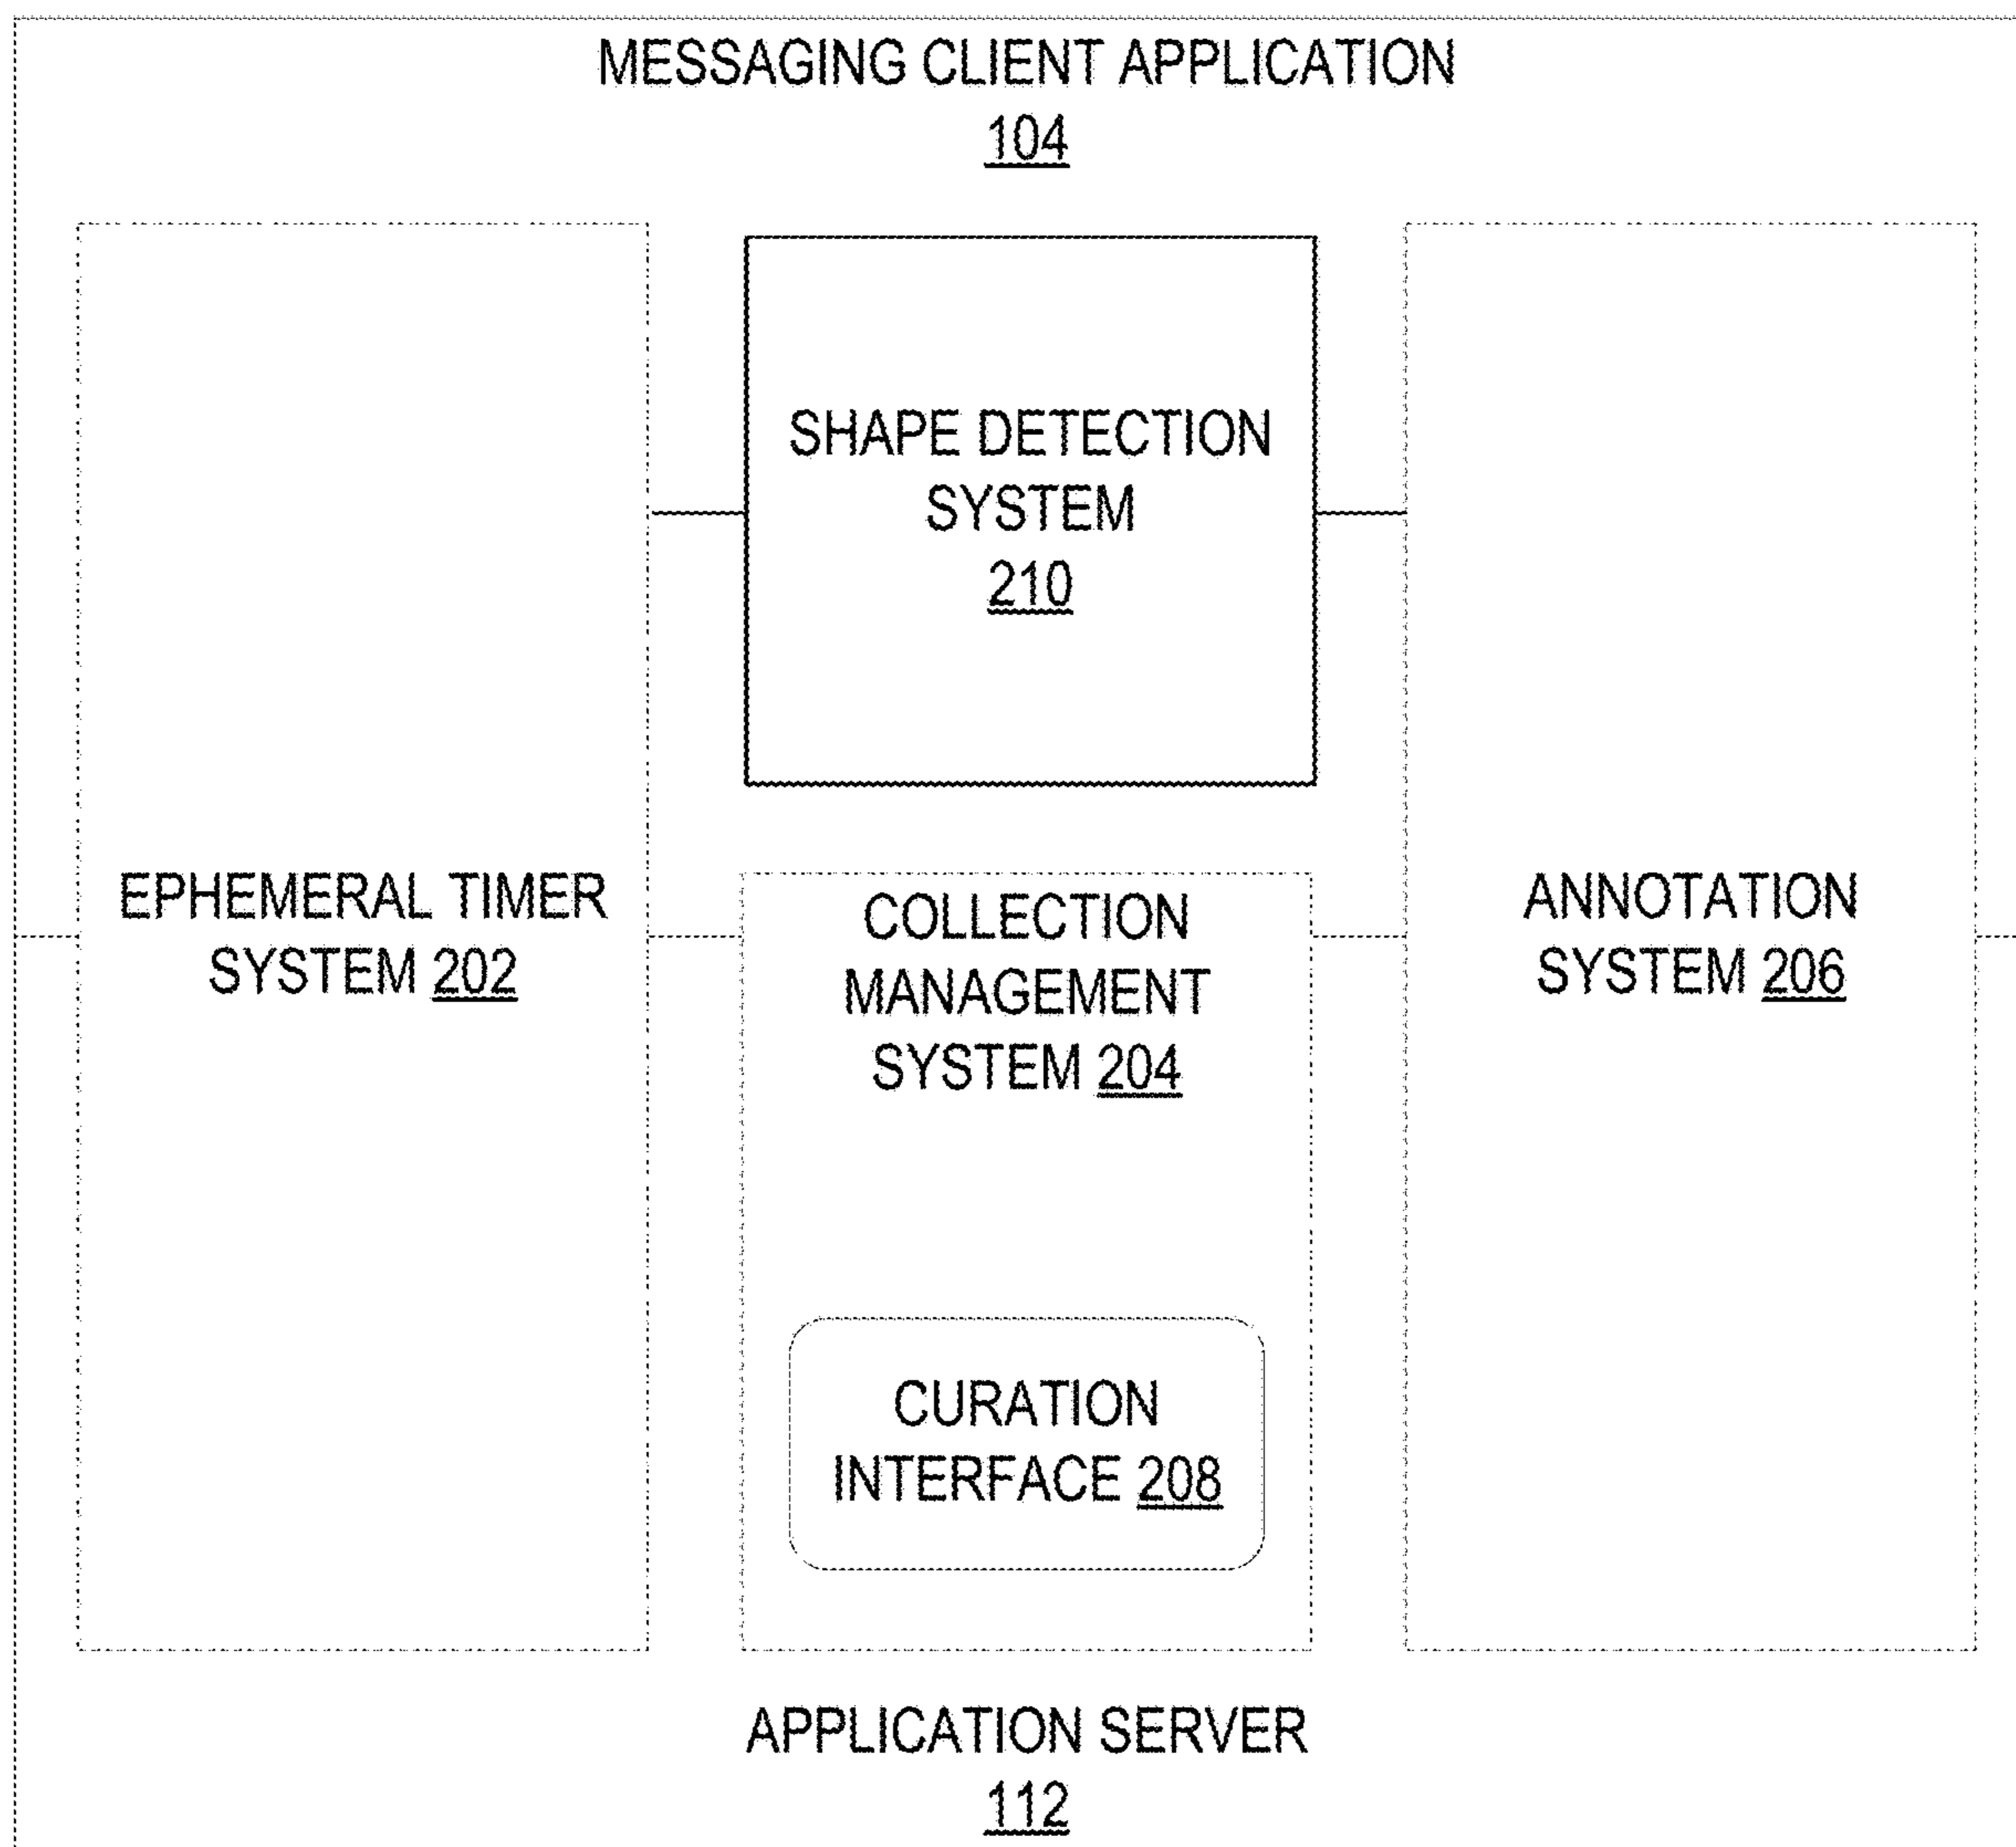 MESSAGING CLIENT APPLICATION
104
SHAPE DETECTION
SYSTEM
210
EPHEMERAL TIMER
SYSTEM 202
COLLECTION
MANAGEMENT
SYSTEM 204
ANNOTATION
SYSTEM 206
CURATION
INTERFACE 208
APPLICATION SERVER
112